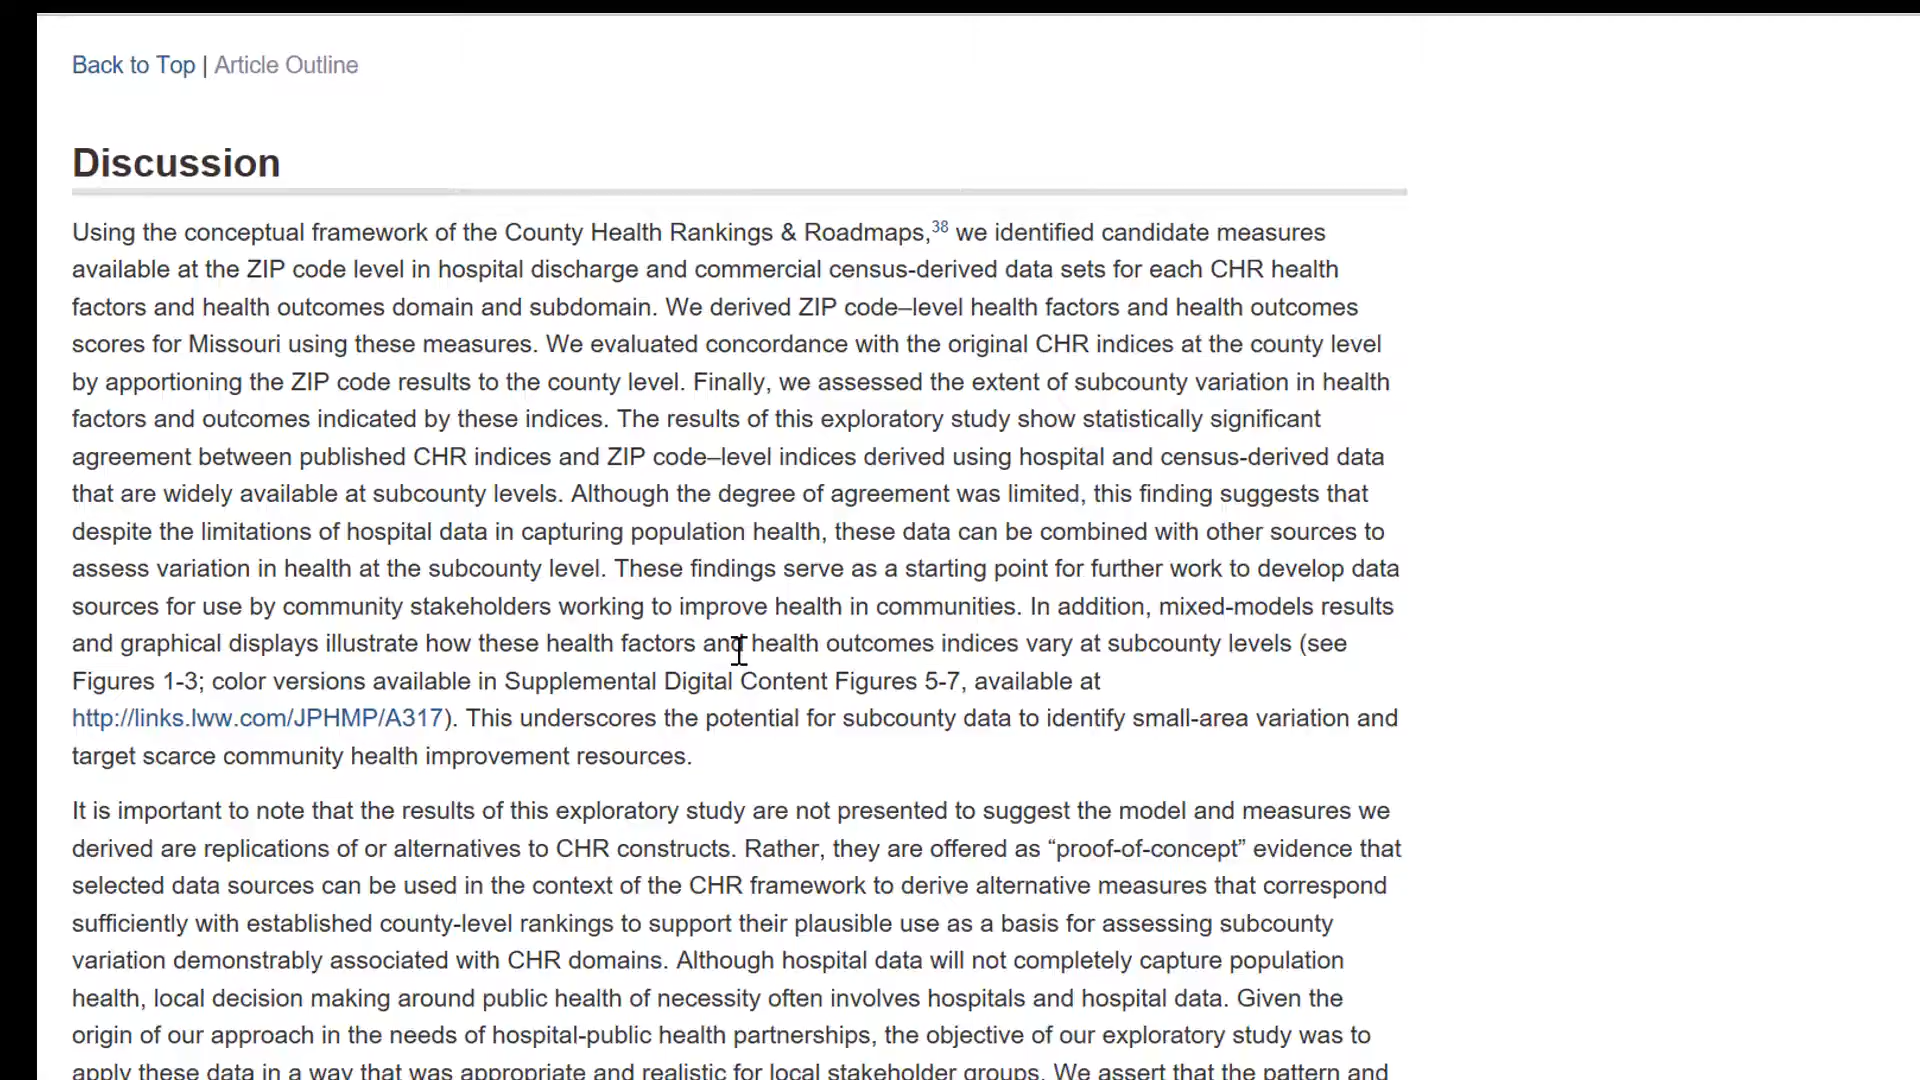 Back to Top | Article Outline
Discussion
Using the conceptual framework of the County Health Rankings & Roadmaps,38 we identified candidate measures
available at the ZIP code level in hospital discharge and commercial census-derived data sets for each CHR health
factors and health outcomes domain and subdomain. We derived ZIP code–level health factors and health outcomes
scores for Missouri using these measures. We evaluated concordance with the original CHR indices at the county level
by apportioning the ZIP code results to the county level. Finally, we assessed the extent of subcounty variation in health
factors and outcomes indicated by these indices. The results of this exploratory study show statistically significant
agreement between published CHR indices and ZIP code–level indices derived using hospital and census-derived data
that are widely available at subcounty levels. Although the degree of agreement was limited, this finding suggests that
despite the limitations of hospital data in capturing population health, these data can be combined with other sources to
assess variation in health at the subcounty level. These findings serve as a starting point for further work to develop data
sources for use by community stakeholders working to improve health in communities. In addition, mixed-models results
and graphical displays illustrate how these health factors and health outcomes indices vary at subcounty levels (see
Figures 1-3; color versions available in Supplemental Digital Content Figures 5-7, available at
http://links.lww.com/JPHMP/A317). This underscores the potential for subcounty data to identify small-area variation and
target scarce community health improvement resources.
It is important to note that the results of this exploratory study are not presented to suggest the model and measures we
derived are replications of or alternatives to CHR constructs. Rather, they are offered as “proof-of-concept” evidence that
selected data sources can be used in the context of the CHR framework to derive alternative measures that correspond
sufficiently with established county-level rankings to support their plausible use as a basis for assessing subcounty
variation demonstrably associated with CHR domains. Although hospital data will not completely capture population
health, local decision making around public health of necessity often involves hospitals and hospital data. Given the
origin of our approach in the needs of hospital-public health partnerships, the objective of our exploratory study was to
apply these data in a way that was appropriate and realistic for local stakeholder groups. We assert that the pattern and